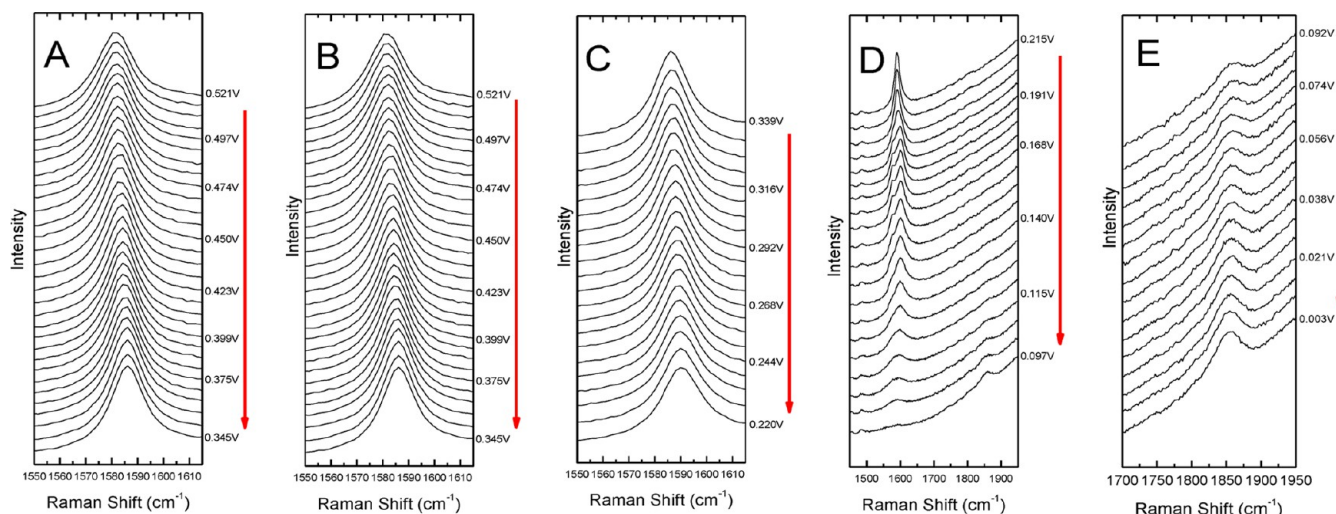 A
Intensity
0.521V
0.497V
0.474V
0.450V
0.423V
0.399V
0.375V
0.345V
1550 1560 1570 1580 1590 1600 1610
Raman Shift (cm-1)
B
Intensity
0.521V
0.497V
0.474V
0.450V
0.423V
0.399V
0.375V
0.345V
1550 1560 1570 1580 1590 1600 1610
Raman Shift (cm-1)
C
Intensity
0.339V
0.316V
0.292V
0.268V
0.244V
0.220V
1550 1560 1570 1580 1590 1600 1610
Raman Shift (cm-1)
D
Intensity
0.215V
0.191V
0.168V
0.140V
0.115V
0.097V
1500 1600 1700 1800 1900
Raman Shift (cm-1)
E
Intensity
0.092V
0.074V
0.056V
0.038V
0.021V
0.003V
1700 1750 1800 1850 1900 1950
Raman Shift (cm-1)